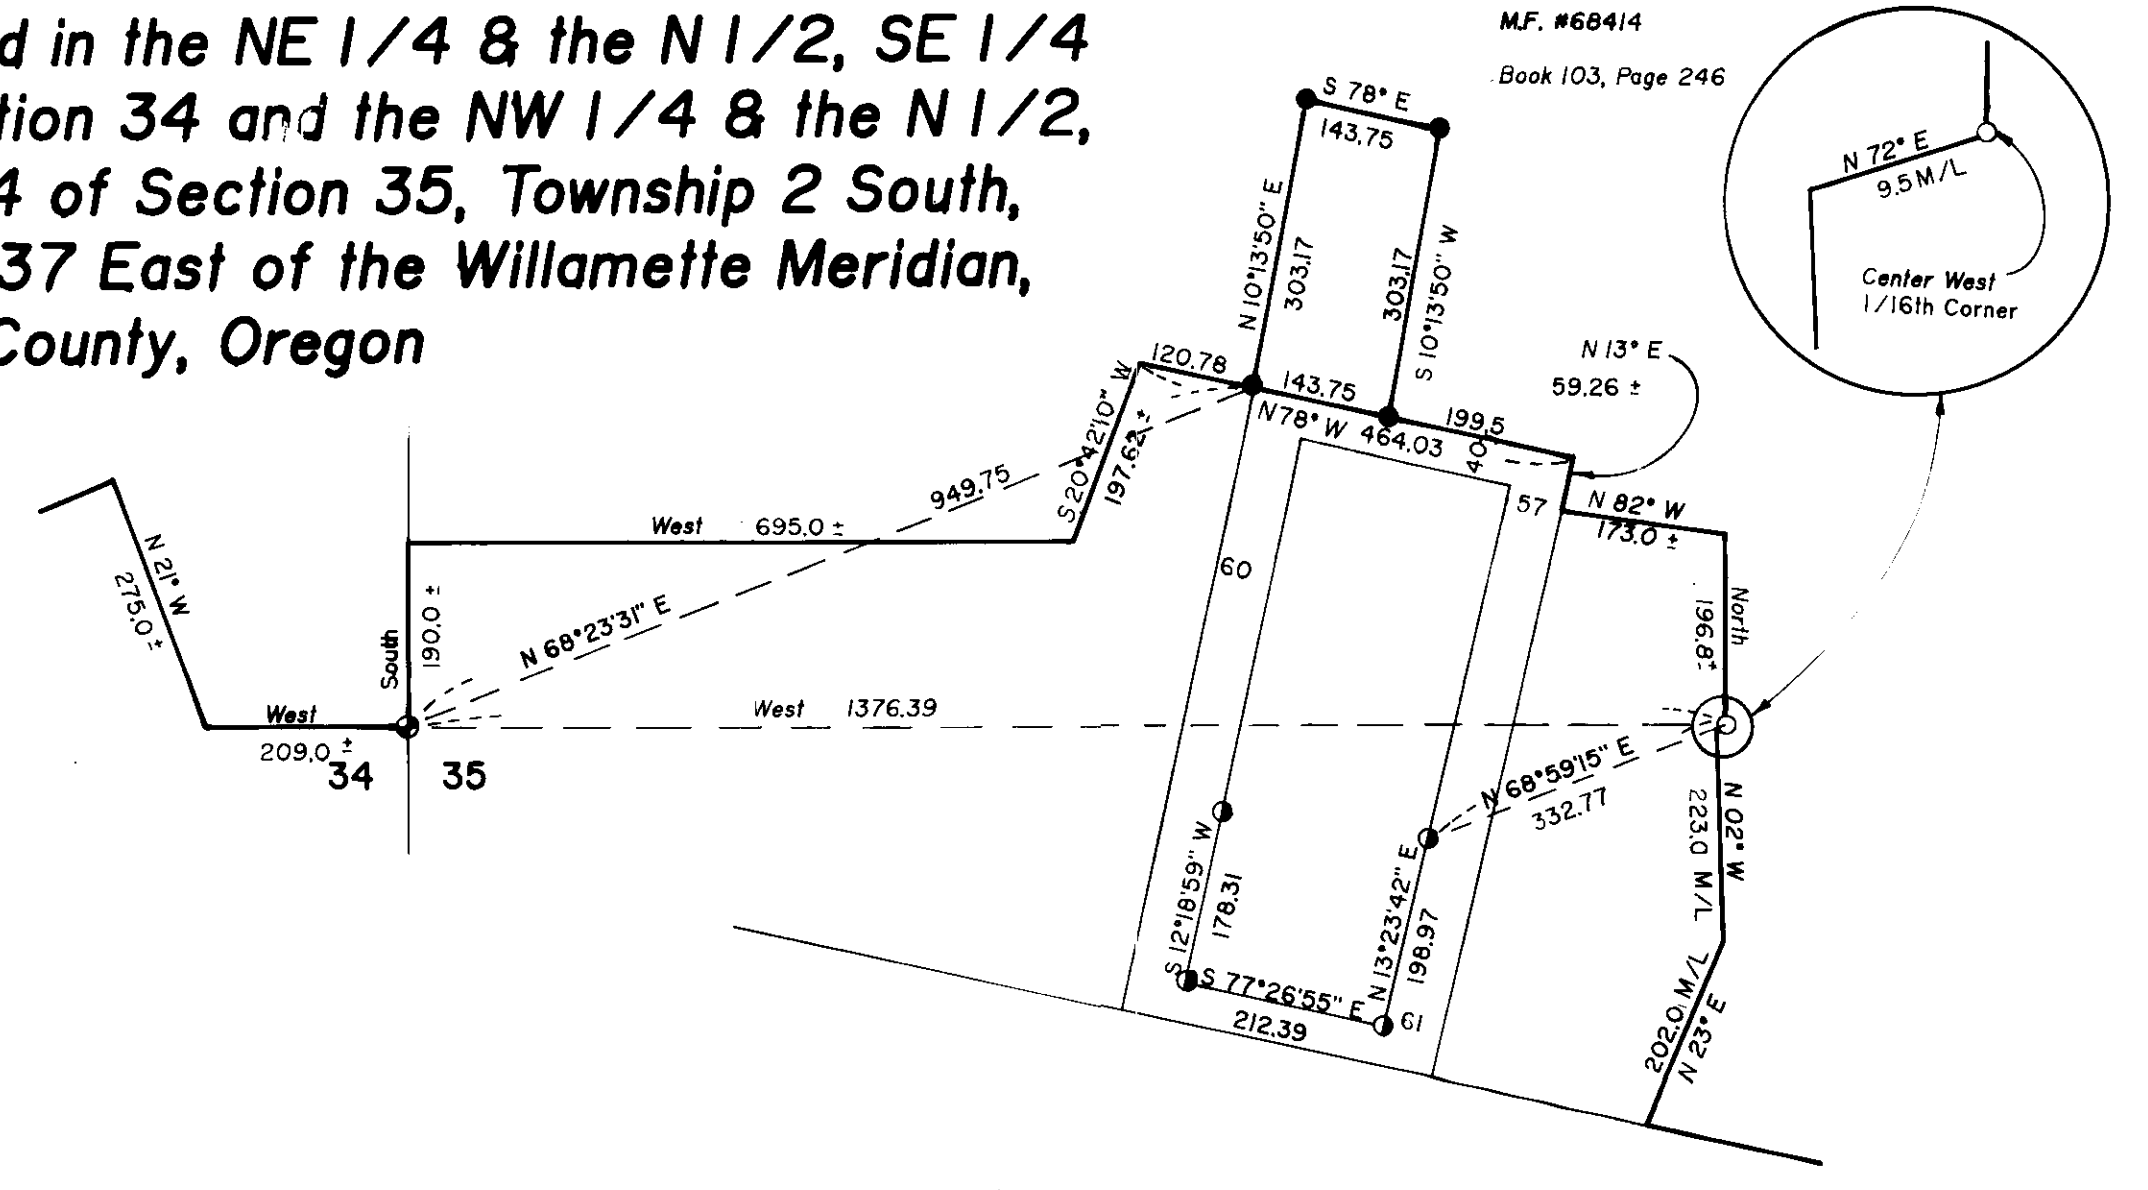 d in the NE 1/4 & the N 1/2, SE 1/4
tion 34 and the NW 1/4 & the N 1/2,
4 of Section 35, Township 2 South,
37 East of the Willamette Meridian,
County, Oregon
M.F. #68414
Book 103, Page 246
S 78° E
143.75
N 72° E
9.5 M/L
Center West
1/16th Corner
N 10°13'50" E
303.17
303.17
S 10°13'50" W
N 13° E
59.26 ±
120.78
143.75
199.5
N 78° W 464.03
40
S 20°42'10" W
197.62 ±
949.75
N 68°23'31" E
West 695.0 ±
57
N 82° W
173.0 ±
60
N 21° W
275.0 ±
South
190.0 ±
North
196.8 ±
West
209.0 ±
West 1376.39
34
35
N 68°59'15" E
332.77
N 02° W
223.0 M/L
S 12°18'59" W
178.31
N 13°23'42" E
198.97
S 77°26'55" E
212.39
61
202.0 M/L
N 23° E